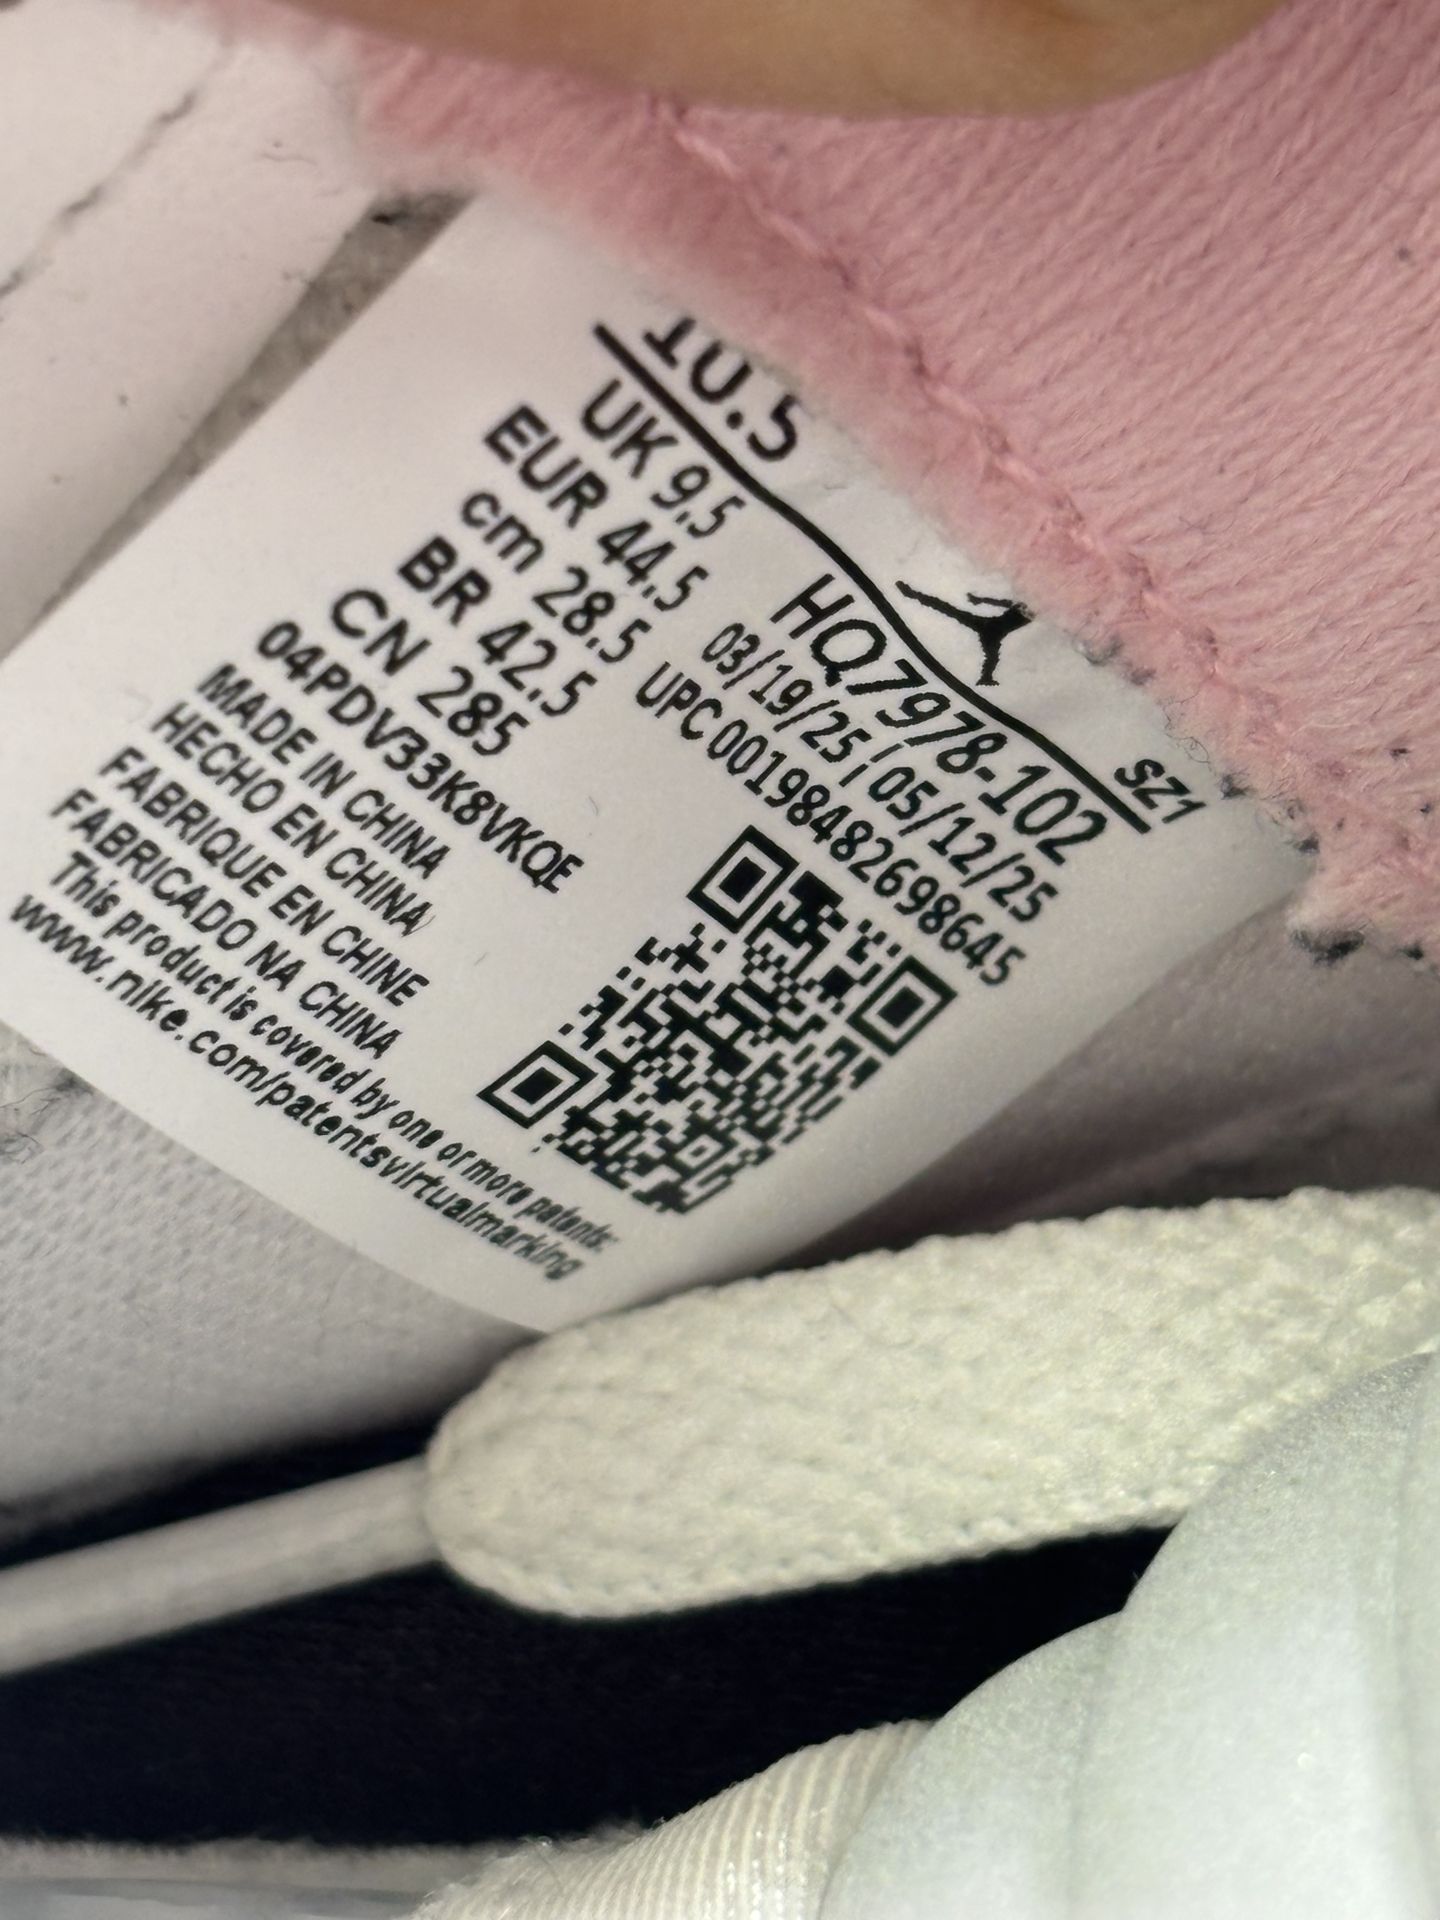 10.5
UK 9.5
EUR 44.5
cm 28.5
BR 42.5
CN 285
04PDV33K8VKQE
MADE IN CHINA
HECHO EN CHINA
FABRIQUE EN CHINE
FABRICADO NA CHINA
This product is covered by one or more patents:
www.nike.com/patentsvirtualmarking
SZ1
HQ7978-102
03/19/25 05/12/25
UPC 00198482698645